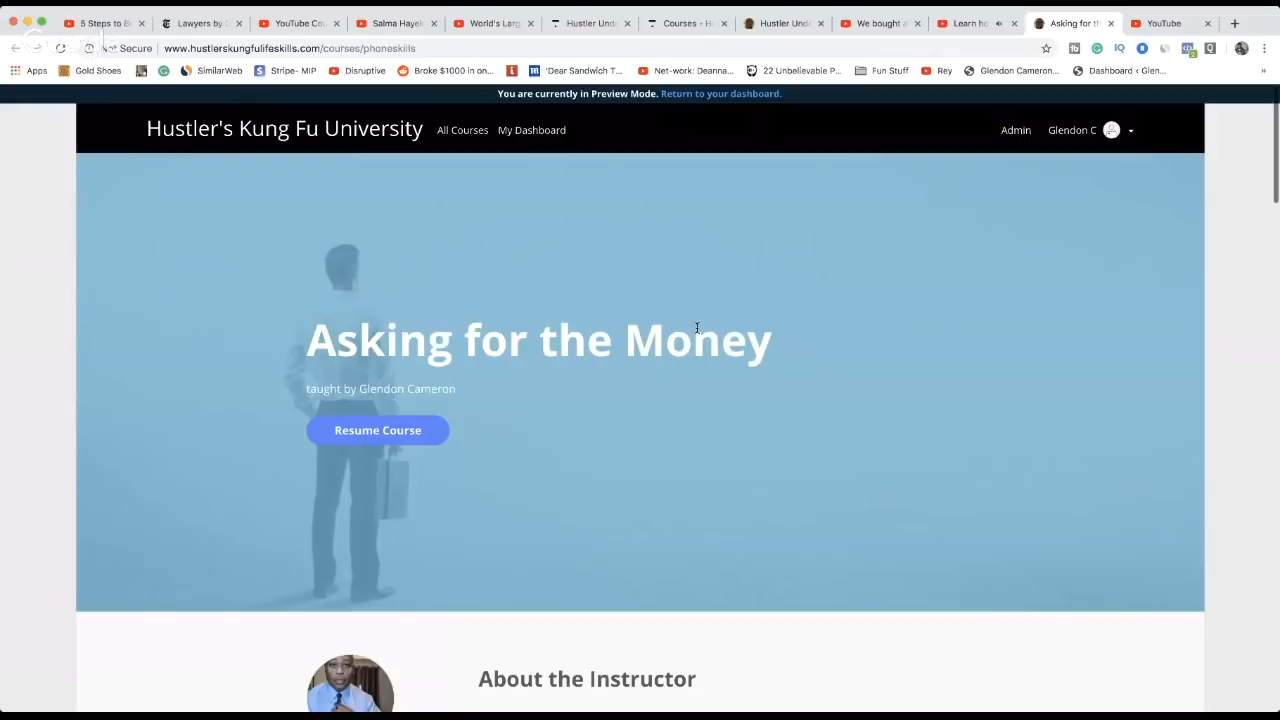 5 Steps to B
Lawyers by D
YouTube Cou
Salma Hayek
World's Larg
Hustler Unde
Courses - Hu
Hustler Unde
We bought a
Learn ho
Asking for th
YouTube
Not Secure
www.hustlerskungfulifeskills.com/courses/phoneskills
Apps
Gold Shoes
SimilarWeb
Stripe- MIP
Disruptive
Broke $1000 in on...
'Dear Sandwich T...
Net-work: Deanna...
22 Unbelievable P...
Fun Stuff
Rey
Glendon Cameron...
Dashboard ‹ Glen...
»
You are currently in Preview Mode. Return to your dashboard.
Hustler's Kung Fu University
All Courses
My Dashboard
Admin
Glendon C
Asking for the Money
taught by Glendon Cameron
Resume Course
About the Instructor